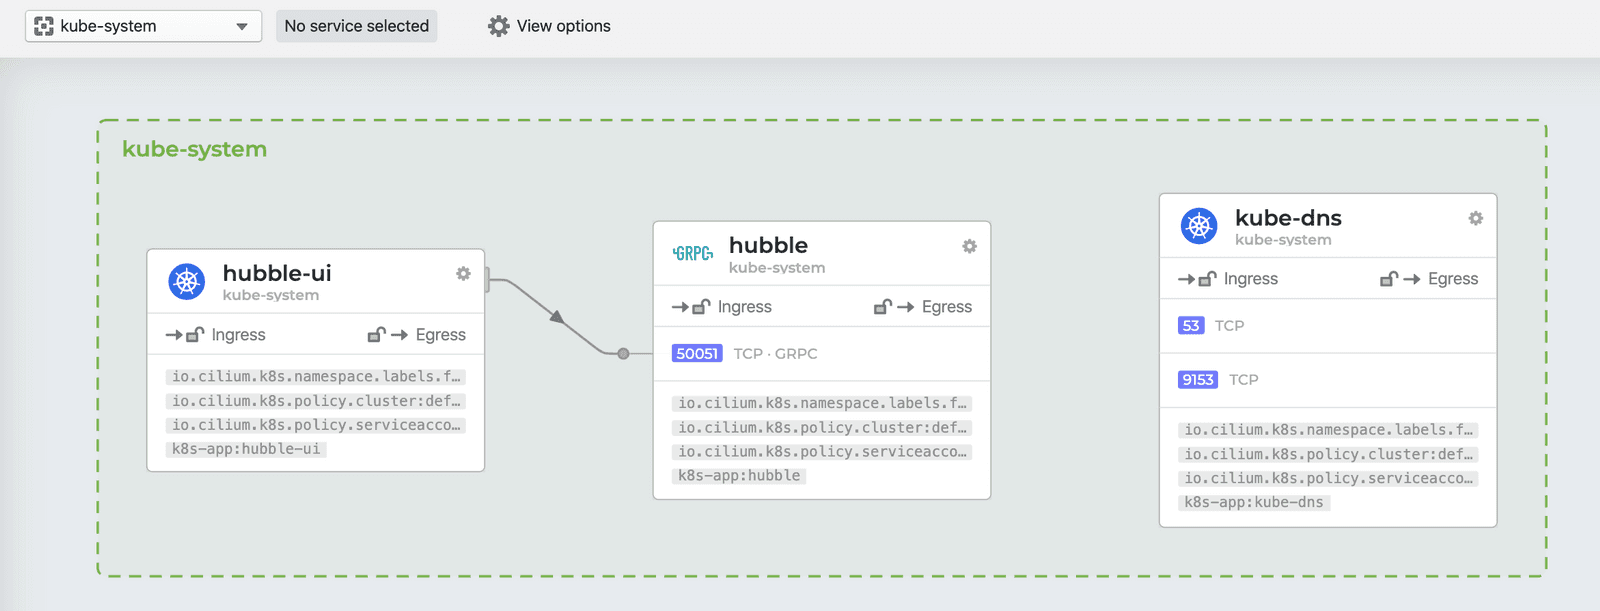 kube-system
No service selected
View options
kube-system
hubble-ui
kube-system
Ingress
Egress
io.cilium.k8s.namespace.labels.f…
io.cilium.k8s.policy.cluster:def…
io.cilium.k8s.policy.serviceacco…
k8s-app:hubble-ui
GRPC
hubble
kube-system
Ingress
Egress
50051 TCP · GRPC
io.cilium.k8s.namespace.labels.f…
io.cilium.k8s.policy.cluster:def…
io.cilium.k8s.policy.serviceacco…
k8s-app:hubble
kube-dns
kube-system
Ingress
Egress
53 TCP
9153 TCP
io.cilium.k8s.namespace.labels.f…
io.cilium.k8s.policy.cluster:def…
io.cilium.k8s.policy.serviceacco…
k8s-app:kube-dns